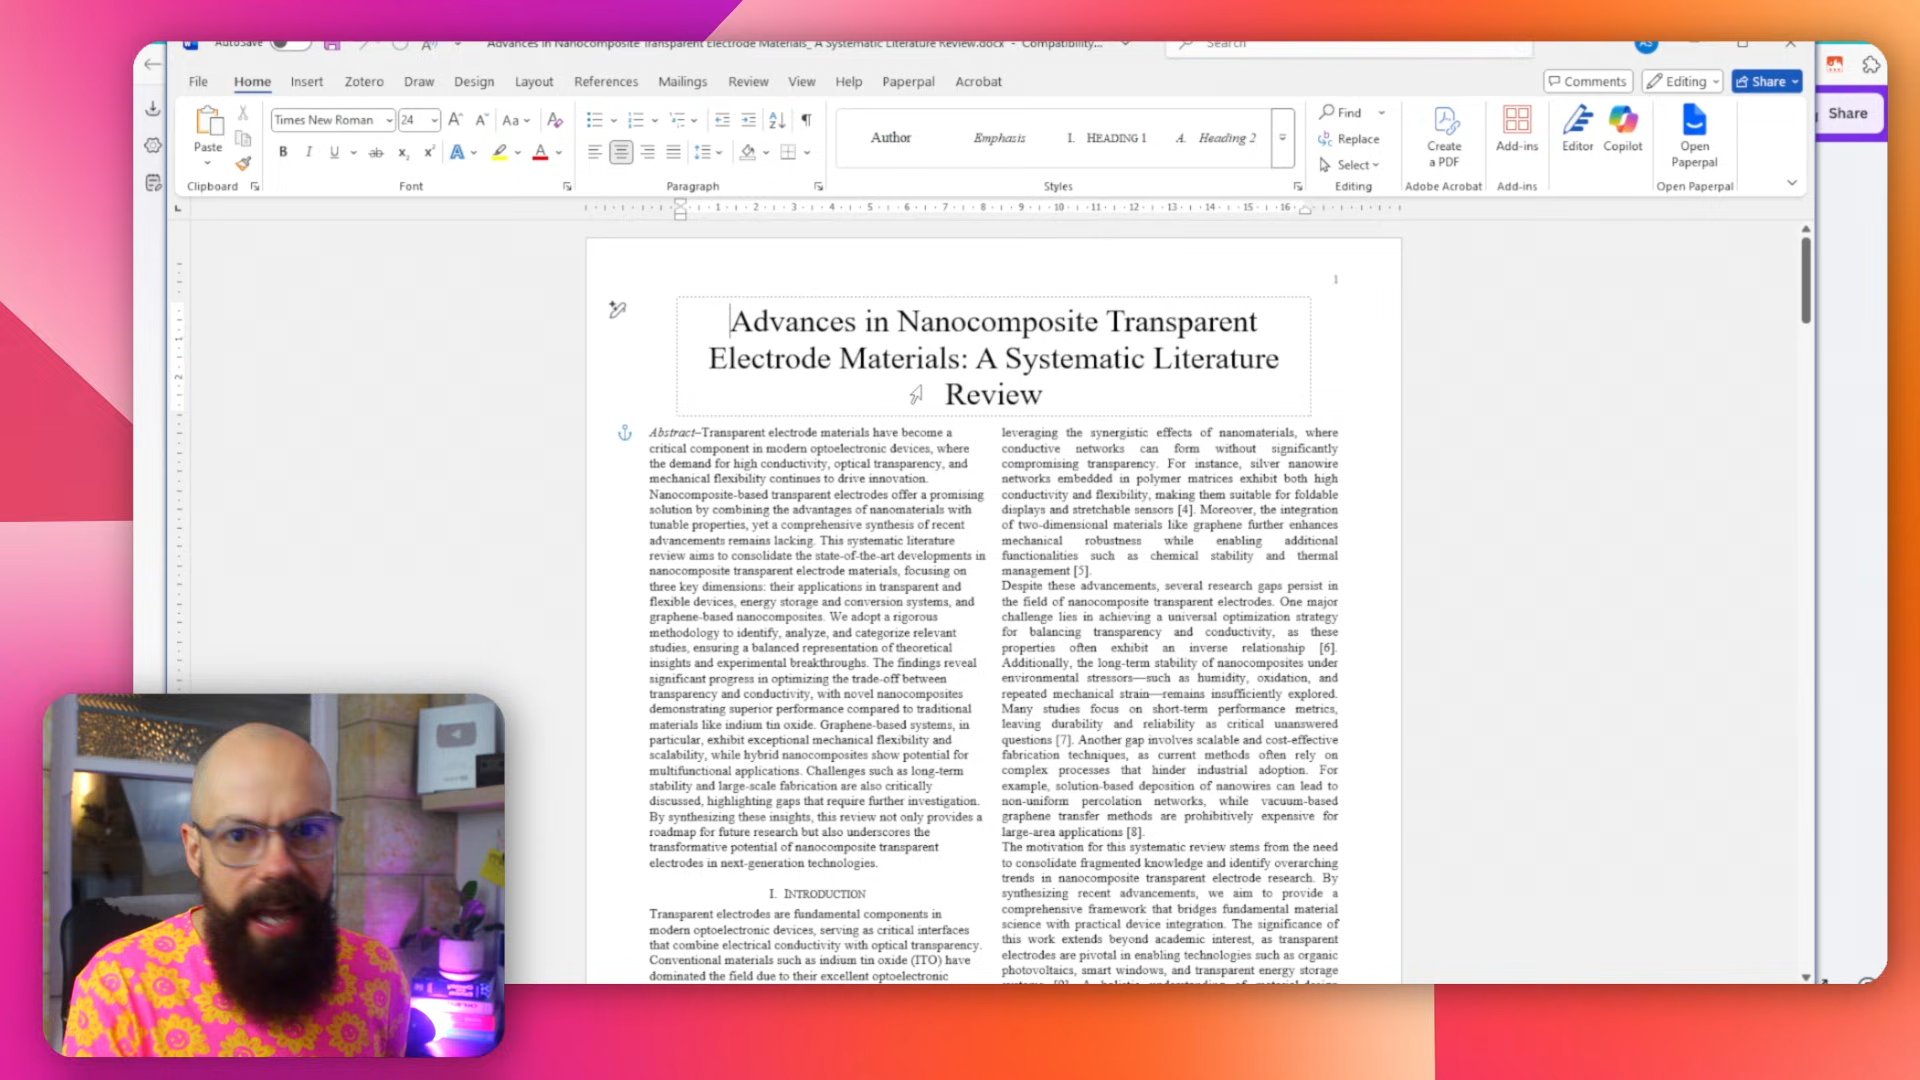 AutoSave
Advances in Nanocomposite Transparent Electrode Materials_ A Systematic Literature Review.docx - Compatibility...
Search
File Home Insert Zotero Draw Design Layout References Mailings Review View Help Paperpal Acrobat
Comments Editing Share
Share
Times New Roman 24
Paste
Author Emphasis I. HEADING 1 A. Heading 2
Find
Replace
Select
Create a PDF
Add-ins
Editor
Copilot
Open Paperpal
Clipboard Font Paragraph Styles Editing Adobe Acrobat Add-ins Open Paperpal
1 2 3 4 5 6 7 8 9 10 11 12 13 14 15 16
1
Advances in Nanocomposite Transparent
Electrode Materials: A Systematic Literature
Review
Abstract–Transparent electrode materials have become a
critical component in modern optoelectronic devices, where
the demand for high conductivity, optical transparency, and
mechanical flexibility continues to drive innovation.
Nanocomposite-based transparent electrodes offer a promising
solution by combining the advantages of nanomaterials with
tunable properties, yet a comprehensive synthesis of recent
advancements remains lacking. This systematic literature
review aims to consolidate the state-of-the-art developments in
nanocomposite transparent electrode materials, focusing on
three key dimensions: their applications in transparent and
flexible devices, energy storage and conversion systems, and
graphene-based nanocomposites. We adopt a rigorous
methodology to identify, analyze, and categorize relevant
studies, ensuring a balanced representation of theoretical
insights and experimental breakthroughs. The findings reveal
significant progress in optimizing the trade-off between
transparency and conductivity, with novel nanocomposites
demonstrating superior performance compared to traditional
materials like indium tin oxide. Graphene-based systems, in
particular, exhibit exceptional mechanical flexibility and
scalability, while hybrid nanocomposites show potential for
multifunctional applications. Challenges such as long-term
stability and large-scale fabrication are also critically
discussed, highlighting gaps that require further investigation.
By synthesizing these insights, this review not only provides a
roadmap for future research but also underscores the
transformative potential of nanocomposite transparent
electrodes in next-generation technologies.
I. INTRODUCTION
Transparent electrodes are fundamental components in
modern optoelectronic devices, serving as critical interfaces
that combine electrical conductivity with optical transparency.
Conventional materials such as indium tin oxide (ITO) have
dominated the field due to their excellent optoelectronic
leveraging the synergistic effects of nanomaterials, where
conductive networks can form without significantly
compromising transparency. For instance, silver nanowire
networks embedded in polymer matrices exhibit both high
conductivity and flexibility, making them suitable for foldable
displays and stretchable sensors [4]. Moreover, the integration
of two-dimensional materials like graphene further enhances
mechanical robustness while enabling additional
functionalities such as chemical stability and thermal
management [5].
Despite these advancements, several research gaps persist in
the field of nanocomposite transparent electrodes. One major
challenge lies in achieving a universal optimization strategy
for balancing transparency and conductivity, as these
properties often exhibit an inverse relationship [6].
Additionally, the long-term stability of nanocomposites under
environmental stressors—such as humidity, oxidation, and
repeated mechanical strain—remains insufficiently explored.
Many studies focus on short-term performance metrics,
leaving durability and reliability as critical unanswered
questions [7]. Another gap involves scalable and cost-effective
fabrication techniques, as current methods often rely on
complex processes that hinder industrial adoption. For
example, solution-based deposition of nanowires can lead to
non-uniform percolation networks, while vacuum-based
graphene transfer methods are prohibitively expensive for
large-area applications [8].
The motivation for this systematic review stems from the need
to consolidate fragmented knowledge and identify overarching
trends in nanocomposite transparent electrode research. By
synthesizing recent advancements, we aim to provide a
comprehensive framework that bridges fundamental material
science with practical device integration. The significance of
this work extends beyond academic interest, as transparent
electrodes are pivotal in enabling technologies such as organic
photovoltaics, smart windows, and transparent energy storage